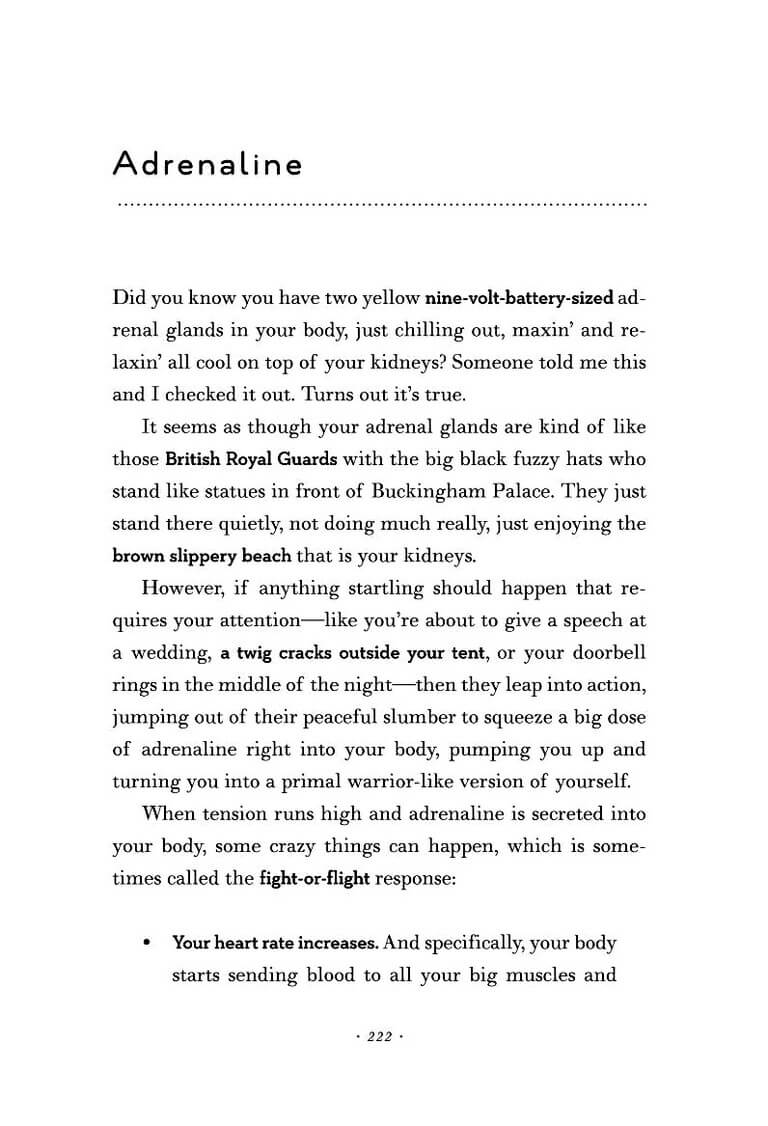 Adrenaline
Did you know you have two yellow nine-volt-battery-sized ad-
renal glands in your body, just chilling out, maxin’ and re-
laxin’ all cool on top of your kidneys? Someone told me this
and I checked it out. Turns out it’s true.
It seems as though your adrenal glands are kind of like
those British Royal Guards with the big black fuzzy hats who
stand like statues in front of Buckingham Palace. They just
stand there quietly, not doing much really, just enjoying the
brown slippery beach that is your kidneys.
However, if anything startling should happen that re-
quires your attention—like you’re about to give a speech at
a wedding, a twig cracks outside your tent, or your doorbell
rings in the middle of the night—then they leap into action,
jumping out of their peaceful slumber to squeeze a big dose
of adrenaline right into your body, pumping you up and
turning you into a primal warrior-like version of yourself.
When tension runs high and adrenaline is secreted into
your body, some crazy things can happen, which is some-
times called the fight-or-flight response:
• Your heart rate increases. And specifically, your body
starts sending blood to all your big muscles and
· 222 ·